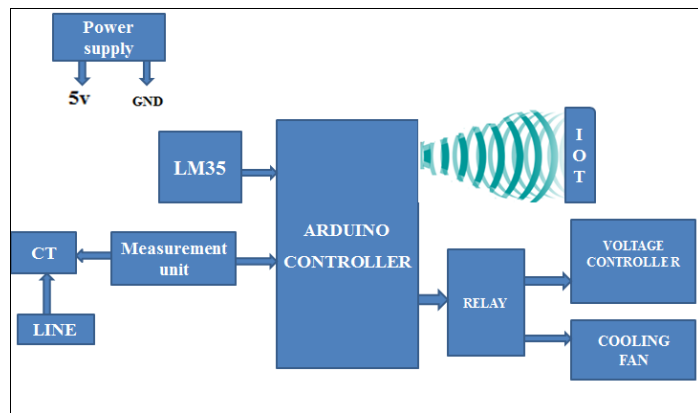 Power
supply
5v
GND
LM35
ARDUINO
CONTROLLER
I
O
T
CT
Measurement
unit
LINE
RELAY
VOLTAGE
CONTROLLER
COOLING
FAN